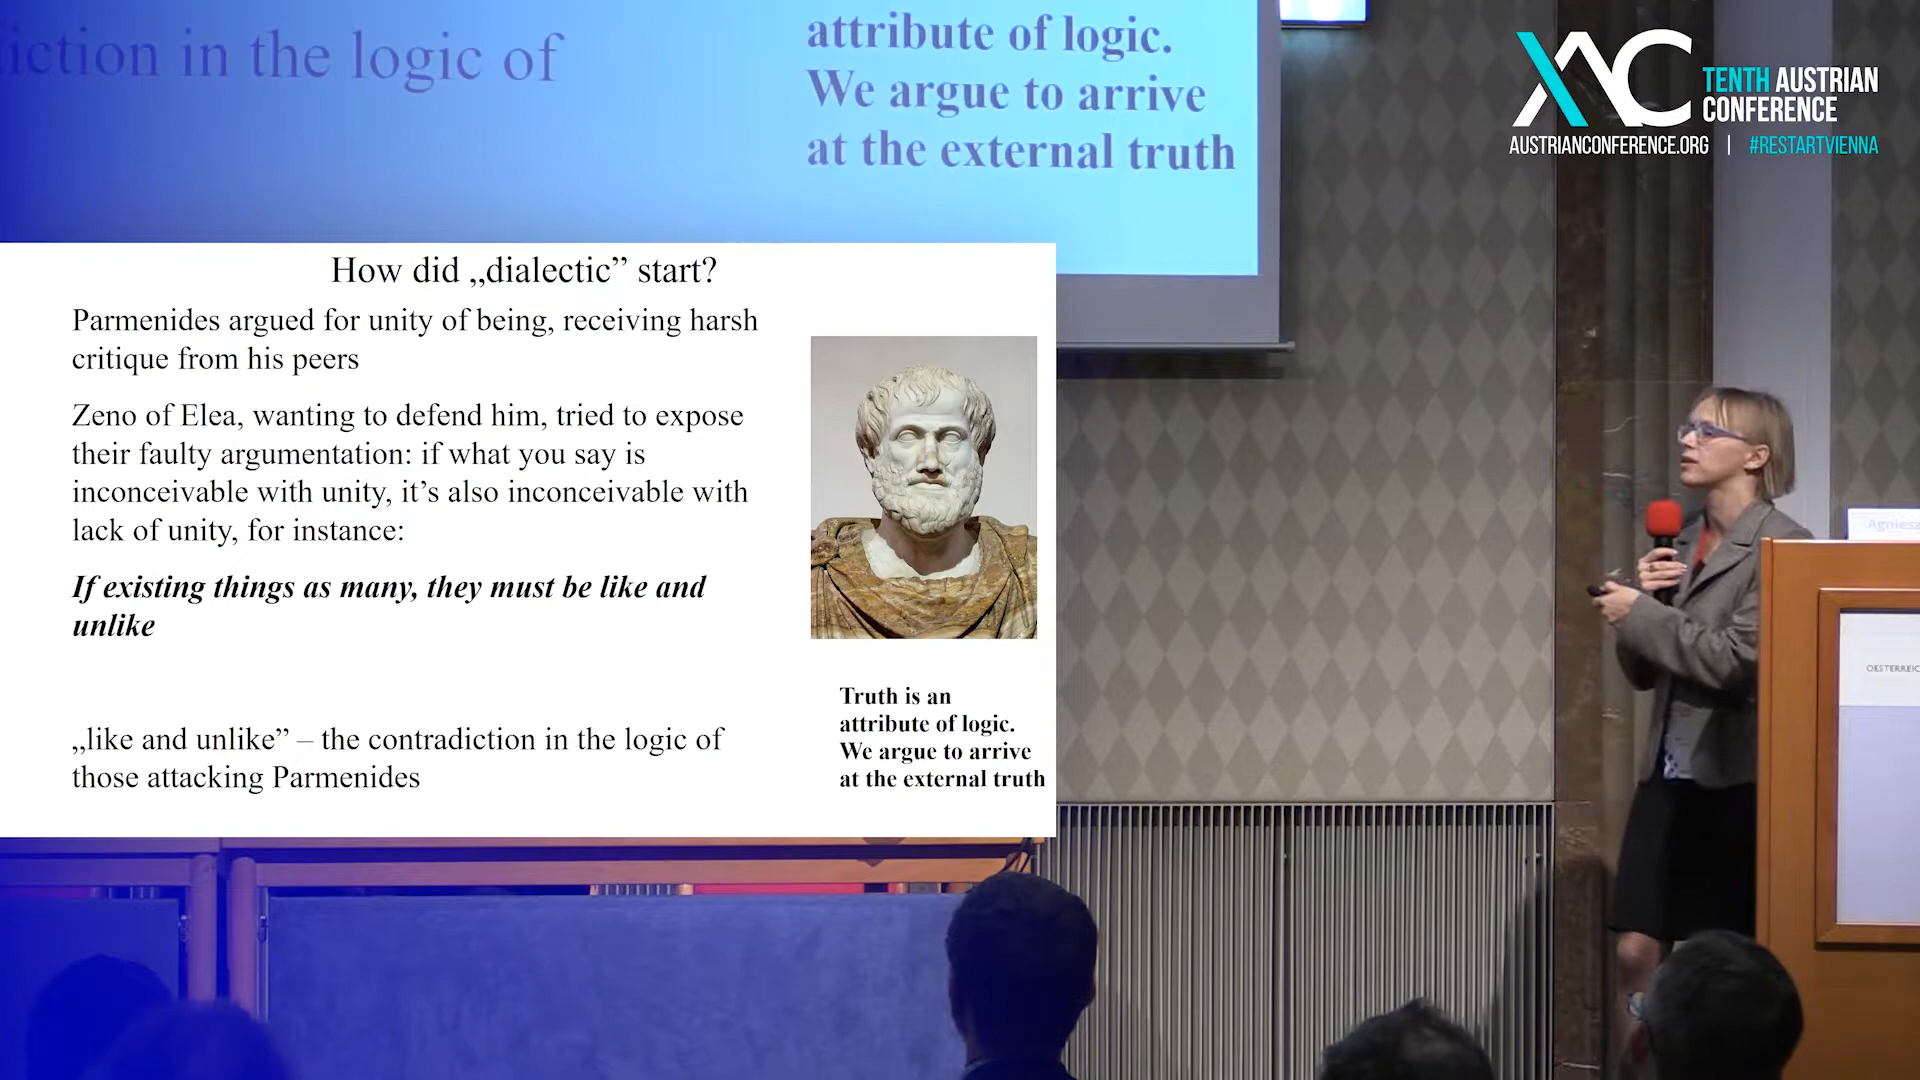 iction in the logic of
attribute of logic.
We argue to arrive
at the external truth
XAC
TENTH AUSTRIAN
CONFERENCE
AUSTRIANCONFERENCE.ORG | #RESTARTVIENNA
How did „dialectic” start?
Parmenides argued for unity of being, receiving harsh
critique from his peers
Zeno of Elea, wanting to defend him, tried to expose
their faulty argumentation: if what you say is
inconceivable with unity, it’s also inconceivable with
lack of unity, for instance:
If existing things as many, they must be like and
unlike
„like and unlike” – the contradiction in the logic of
those attacking Parmenides
Truth is an
attribute of logic.
We argue to arrive
at the external truth
Agniesz
OESTERREIC